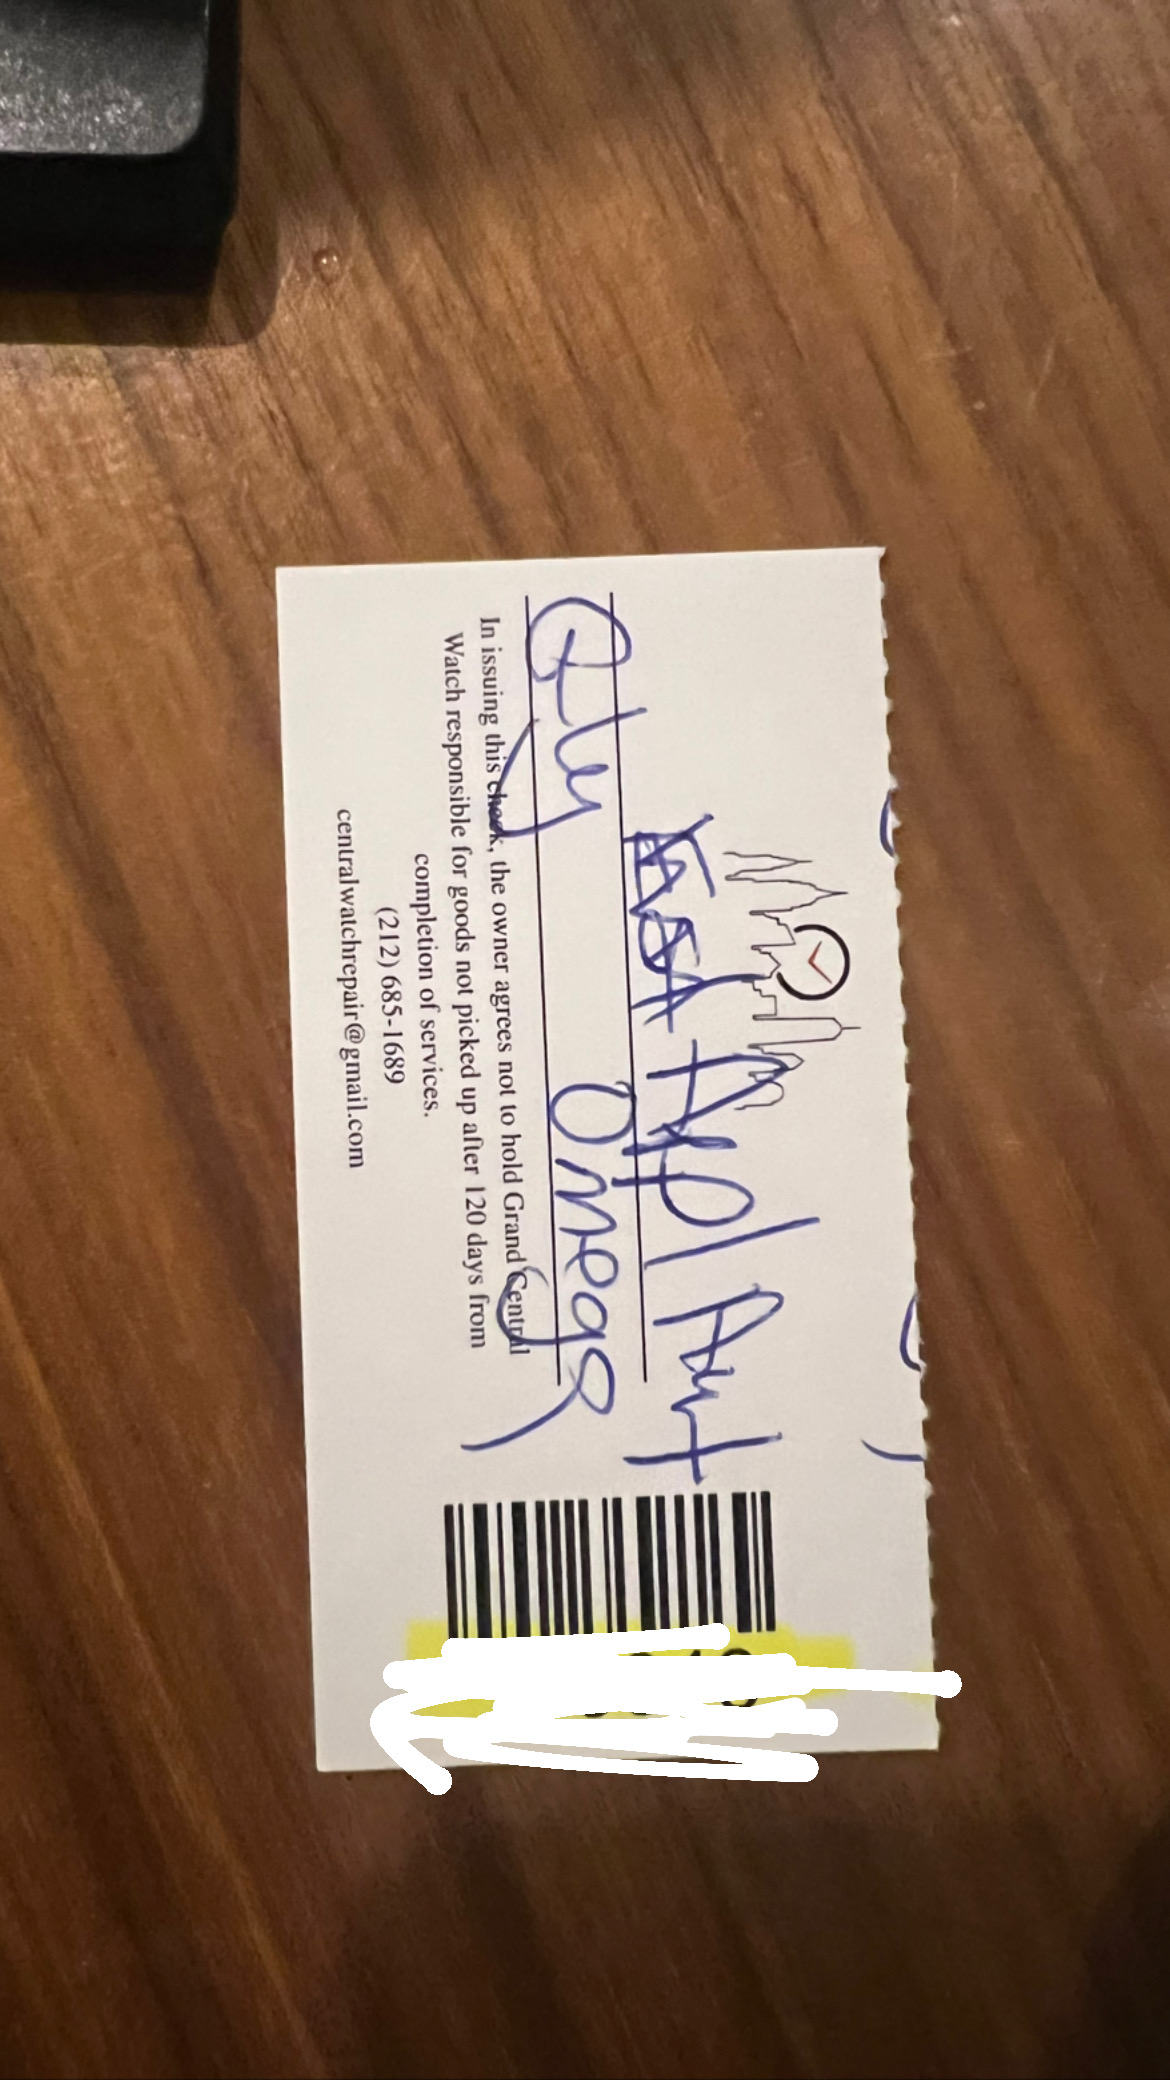 Omega
In issuing this check, the owner agrees not to hold Grand Central
Watch responsible for goods not picked up after 120 days from
completion of services.
(212) 685-1689
centralwatchrepair@gmail.com